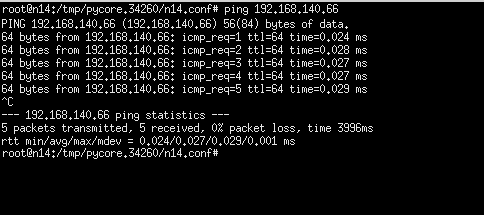 root@n14:/tmp/pycore.34260/n14.conf# ping 192.168.140.66
PING 192.168.140.66 (192.168.140.66) 56(84) bytes of data.
64 bytes from 192.168.140.66: icmp_req=1 ttl=64 time=0.024 ms
64 bytes from 192.168.140.66: icmp_req=2 ttl=64 time=0.028 ms
64 bytes from 192.168.140.66: icmp_req=3 ttl=64 time=0.027 ms
64 bytes from 192.168.140.66: icmp_req=4 ttl=64 time=0.027 ms
64 bytes from 192.168.140.66: icmp_req=5 ttl=64 time=0.029 ms
^C
--- 192.168.140.66 ping statistics ---
5 packets transmitted, 5 received, 0% packet loss, time 3996ms
rtt min/avg/max/mdev = 0.024/0.027/0.029/0.001 ms
root@n14:/tmp/pycore.34260/n14.conf#